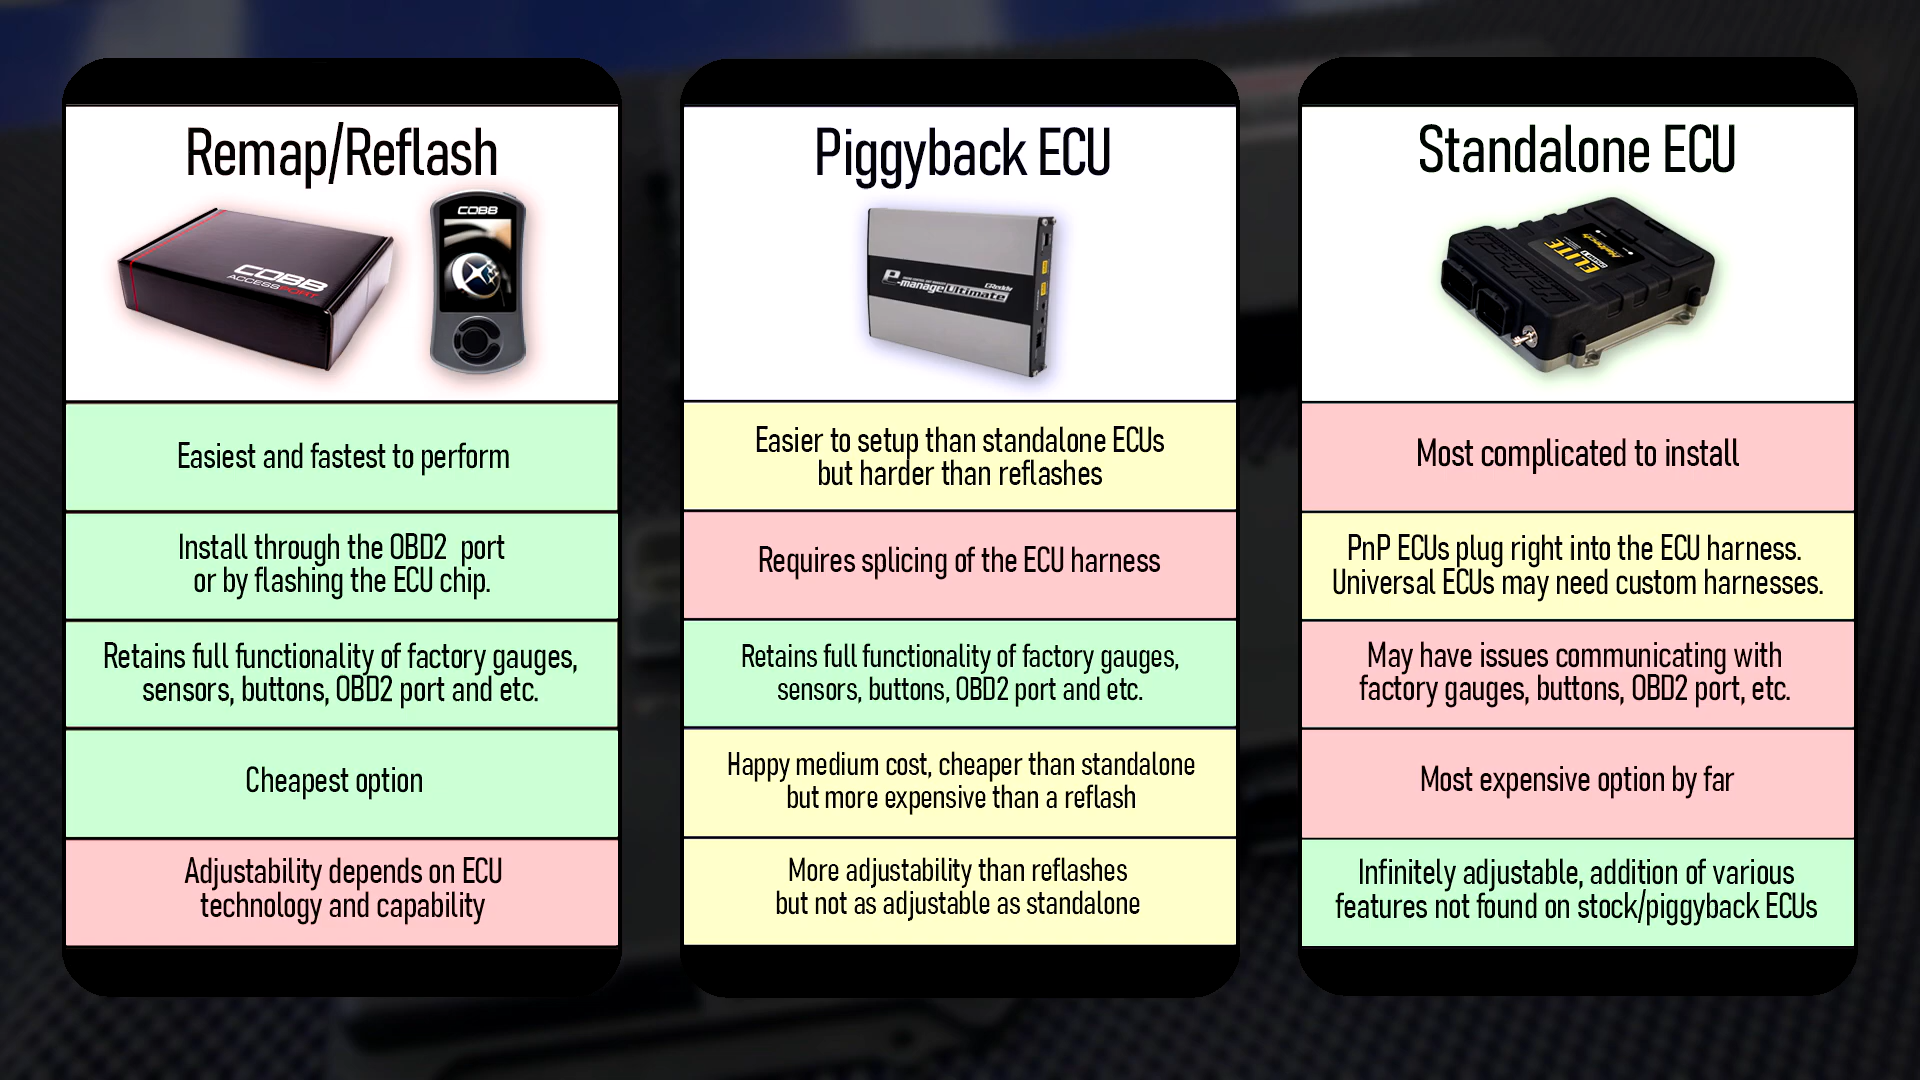 Remap/Reflash
COBB
ACCESSPORT
COBB
Easiest and fastest to perform
Install through the OBD2 port
or by flashing the ECU chip.
Retains full functionality of factory gauges,
sensors, buttons, OBD2 port and etc.
Cheapest option
Adjustability depends on ECU
technology and capability
Piggyback ECU
GReddy
e-manage Ultimate
Easier to setup than standalone ECUs
but harder than reflashes
Requires splicing of the ECU harness
Retains full functionality of factory gauges,
sensors, buttons, OBD2 port and etc.
Happy medium cost, cheaper than standalone
but more expensive than a reflash
More adjustability than reflashes
but not as adjustable as standalone
Standalone ECU
Haltech
ELITE
Haltech
Most complicated to install
PnP ECUs plug right into the ECU harness.
Universal ECUs may need custom harnesses.
May have issues communicating with
factory gauges, buttons, OBD2 port, etc.
Most expensive option by far
Infinitely adjustable, addition of various
features not found on stock/piggyback ECUs